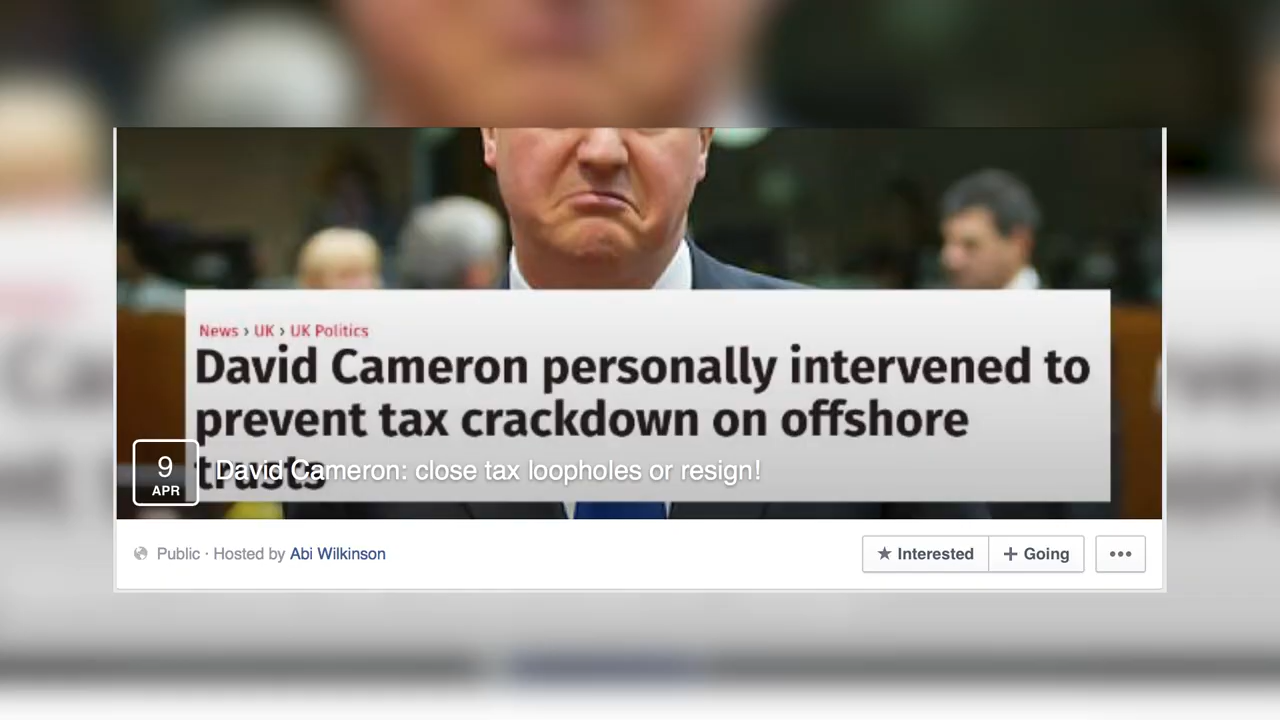 News › UK › UK Politics
David Cameron personally intervened to
prevent tax crackdown on offshore
trusts
9
APR
David Cameron: close tax loopholes or resign!
Public · Hosted by Abi Wilkinson
★ Interested
+ Going
•••